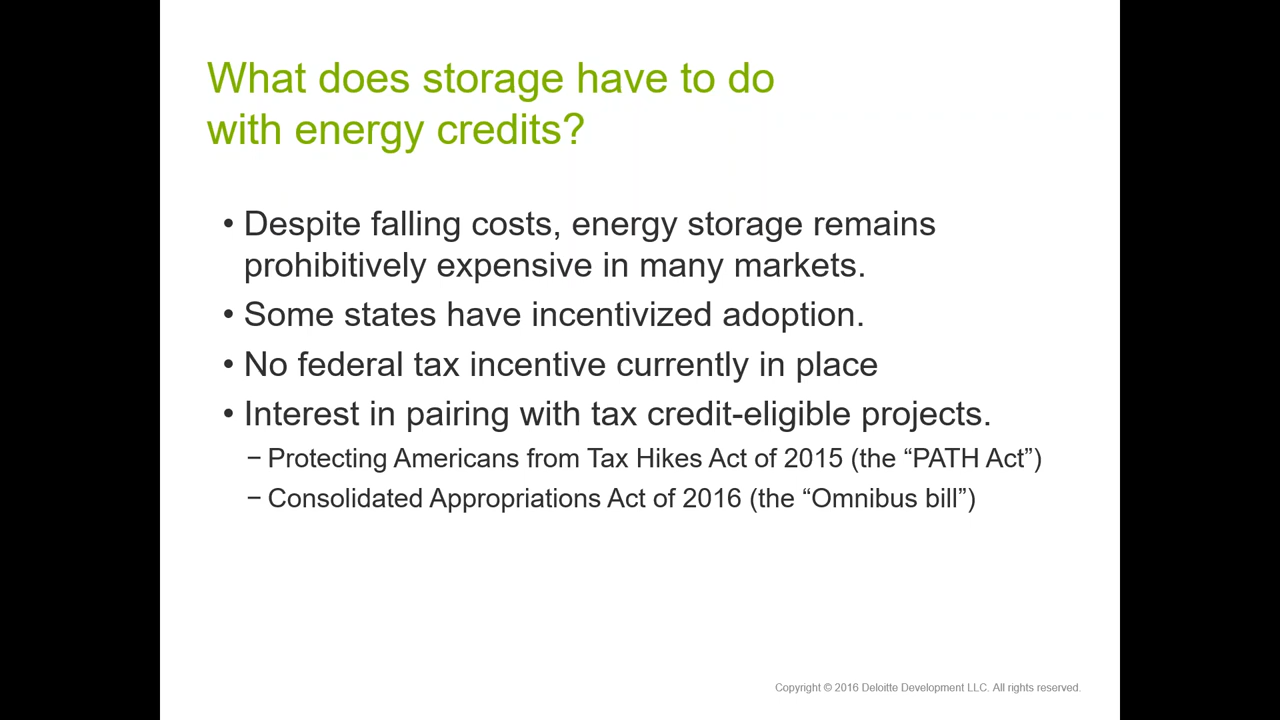 What does storage have to do
with energy credits?
• Despite falling costs, energy storage remains
prohibitively expensive in many markets.
• Some states have incentivized adoption.
• No federal tax incentive currently in place
• Interest in pairing with tax credit-eligible projects.
− Protecting Americans from Tax Hikes Act of 2015 (the “PATH Act”)
− Consolidated Appropriations Act of 2016 (the “Omnibus bill”)
Copyright © 2016 Deloitte Development LLC. All rights reserved.